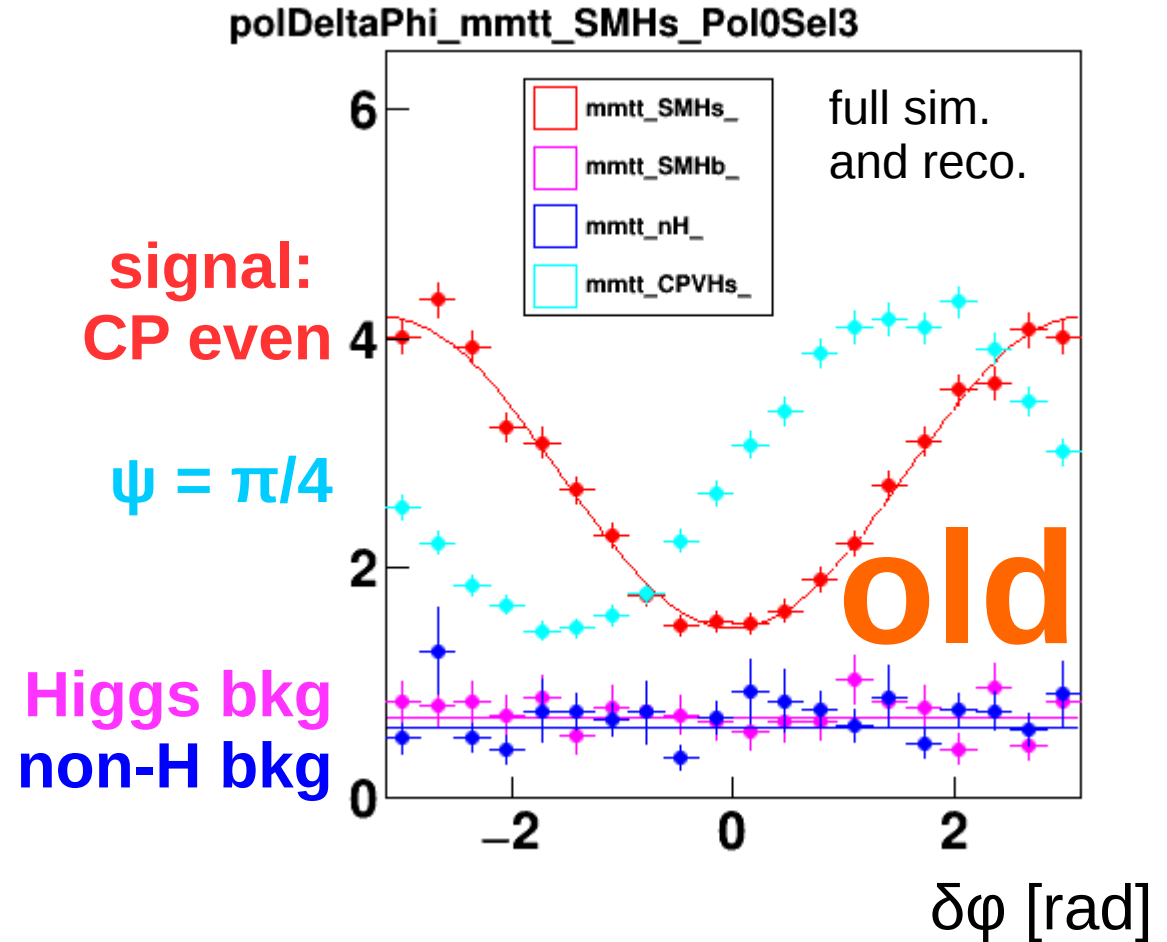 polDeltaPhi_mmtt_SMHs_Pol0Sel3
6
4
2
0
−2
0
2
mmtt_SMHs_
mmtt_SMHb_
mmtt_nH_
mmtt_CPVHs_
full sim.
and reco.
signal:
CP even
ψ = π/4
old
Higgs bkg
non-H bkg
δφ [rad]